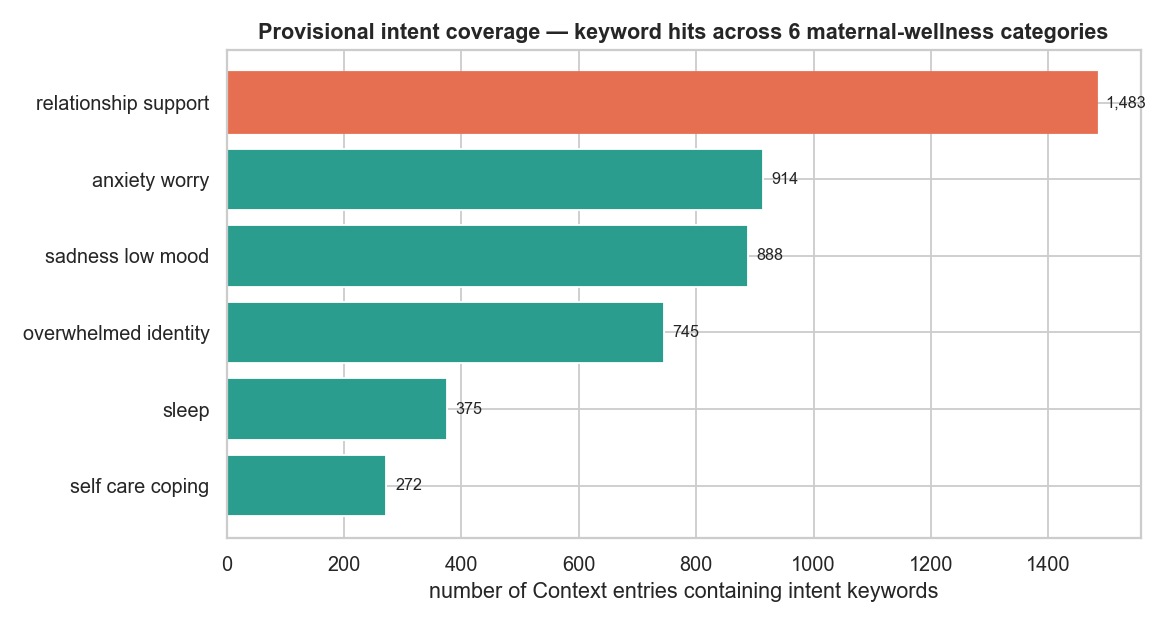 Provisional intent coverage — keyword hits across 6 maternal-wellness categories
relationship support
1,483
anxiety worry
914
sadness low mood
888
overwhelmed identity
745
sleep
375
self care coping
272
0 200 400 600 800 1000 1200 1400
number of Context entries containing intent keywords